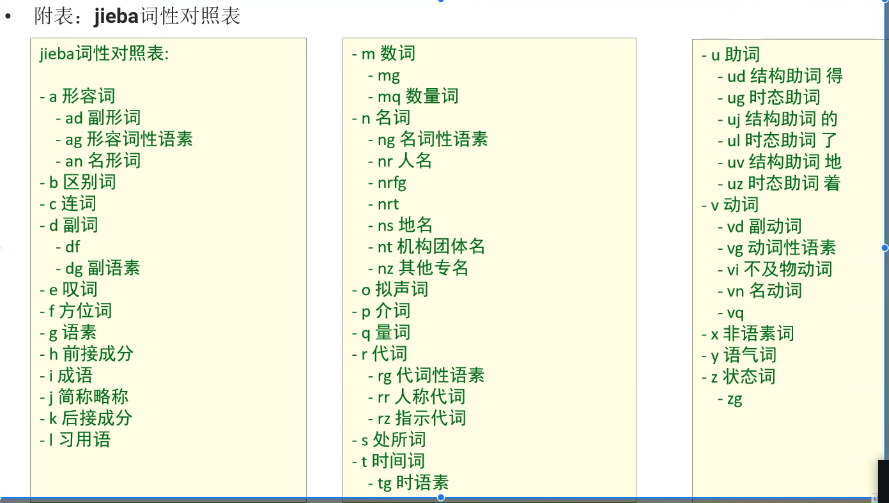 • 附表：jieba词性对照表
jieba词性对照表:
- a 形容词
- ad 副形词
- ag 形容词性语素
- an 名形词
- b 区别词
- c 连词
- d 副词
- df
- dg 副语素
- e 叹词
- f 方位词
- g 语素
- h 前接成分
- i 成语
- j 简称略称
- k 后接成分
- l 习用语
- m 数词
- mg
- mq 数量词
- n 名词
- ng 名词性语素
- nr 人名
- nrfg
- nrt
- ns 地名
- nt 机构团体名
- nz 其他专名
- o 拟声词
- p 介词
- q 量词
- r 代词
- rg 代词性语素
- rr 人称代词
- rz 指示代词
- s 处所词
- t 时间词
- tg 时语素
- u 助词
- ud 结构助词 得
- ug 时态助词
- uj 结构助词 的
- ul 时态助词 了
- uv 结构助词 地
- uz 时态助词 着
- v 动词
- vd 副动词
- vg 动词性语素
- vi 不及物动词
- vn 名动词
- vq
- x 非语素词
- y 语气词
- z 状态词
- zg